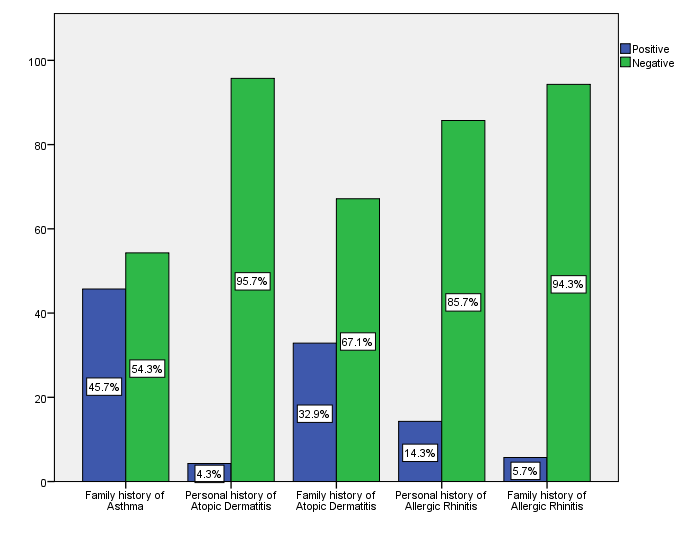 Positive
Negative
100
80
60
40
20
0
45.7%
54.3%
4.3%
95.7%
32.9%
67.1%
14.3%
85.7%
5.7%
94.3%
Family history of
Asthma
Personal history of
Atopic Dermatitis
Family history of
Atopic Dermatitis
Personal history of
Allergic Rhinitis
Family history of
Allergic Rhinitis